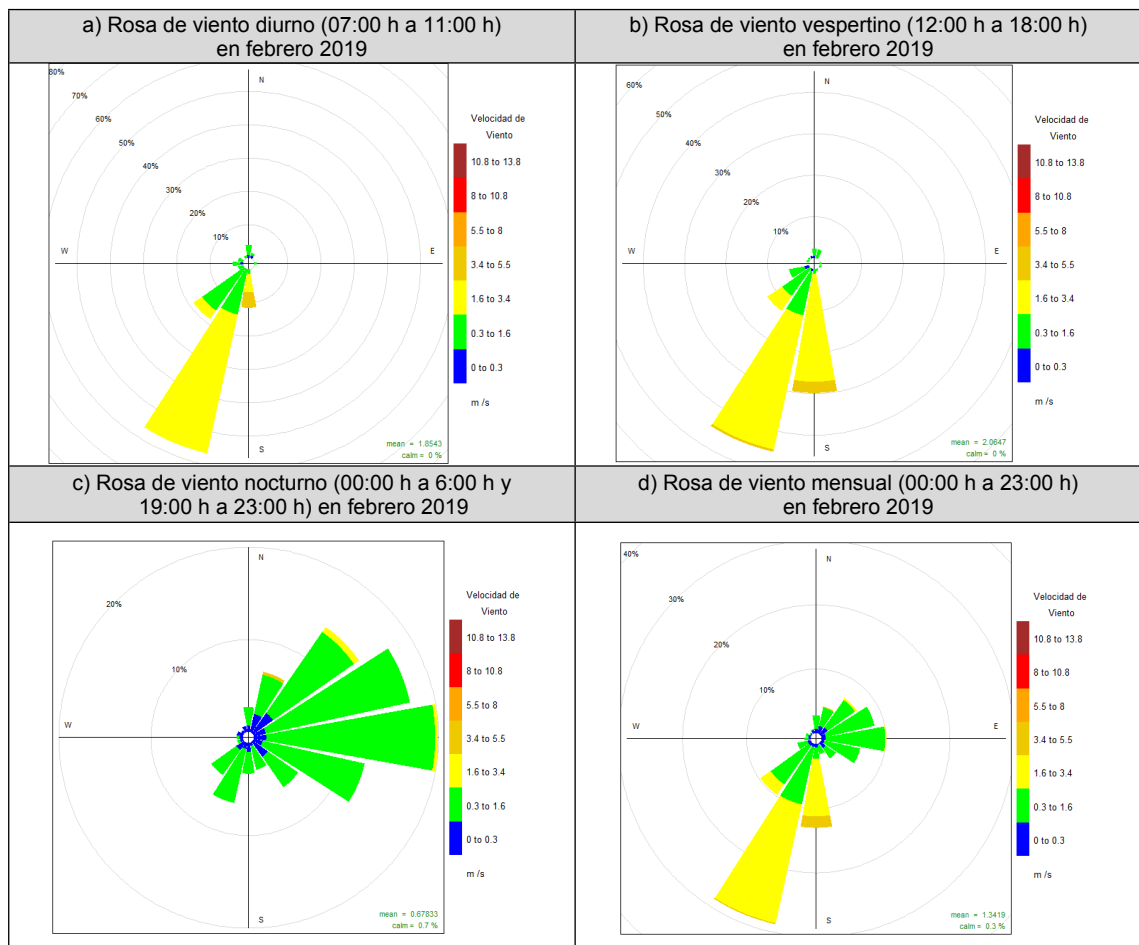 a) Rosa de viento diurno (07:00 h a 11:00 h)
en febrero 2019
b) Rosa de viento vespertino (12:00 h a 18:00 h)
en febrero 2019
80%
70%
60%
50%
40%
30%
20%
10%
N
W
E
S
Velocidad de
Viento
10.8 to 13.8
8 to 10.8
5.5 to 8
3.4 to 5.5
1.6 to 3.4
0.3 to 1.6
0 to 0.3
m /s
mean = 1.8543
calm = 0 %
60%
50%
40%
30%
20%
10%
N
W
E
S
Velocidad de
Viento
10.8 to 13.8
8 to 10.8
5.5 to 8
3.4 to 5.5
1.6 to 3.4
0.3 to 1.6
0 to 0.3
m /s
mean = 2.0647
calm = 0 %
c) Rosa de viento nocturno (00:00 h a 6:00 h y
19:00 h a 23:00 h) en febrero 2019
d) Rosa de viento mensual (00:00 h a 23:00 h)
en febrero 2019
20%
10%
N
W
E
S
Velocidad de
Viento
10.8 to 13.8
8 to 10.8
5.5 to 8
3.4 to 5.5
1.6 to 3.4
0.3 to 1.6
0 to 0.3
m /s
mean = 0.67833
calm = 0.7 %
40%
30%
20%
10%
N
W
E
S
Velocidad de
Viento
10.8 to 13.8
8 to 10.8
5.5 to 8
3.4 to 5.5
1.6 to 3.4
0.3 to 1.6
0 to 0.3
m /s
mean = 1.3419
calm = 0.3 %